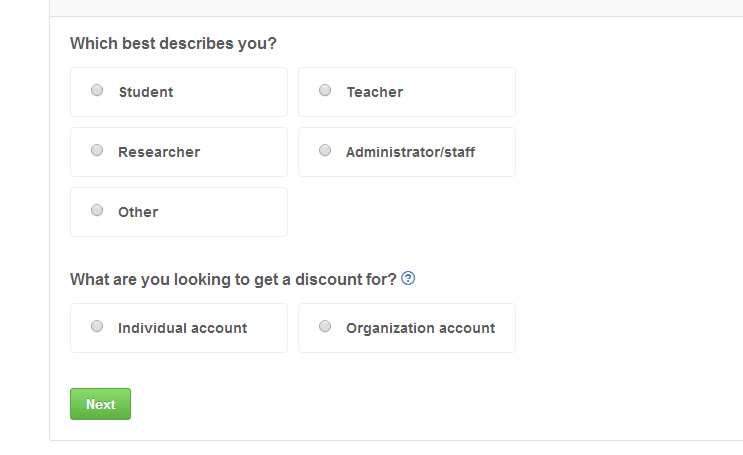 Which best describes you?
Student
Teacher
Researcher
Administrator/staff
Other
What are you looking to get a discount for? ?
Individual account
Organization account
Next